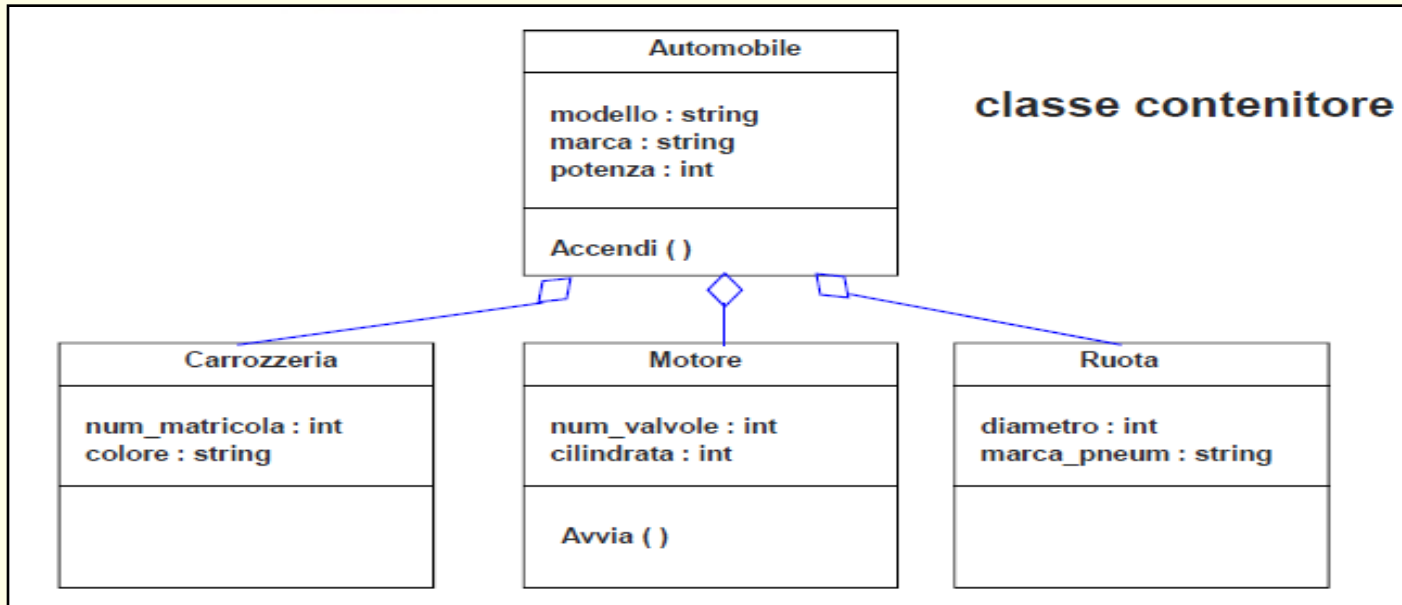 Automobile
classe contenitore
modello : string
marca : string
potenza : int
Accendi ( )
Carrozzeria
num_matricola : int
colore : string
Motore
num_valvole : int
cilindrata : int
Avvia ( )
Ruota
diametro : int
marca_pneum : string